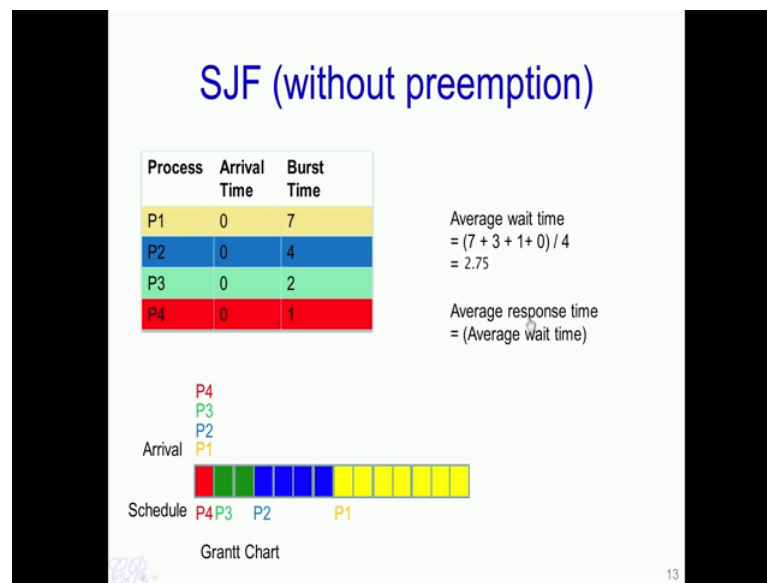 SJF (without preemption)
Process Arrival Time Burst Time
P1 0 7
P2 0 4
P3 0 2
P4 0 1
Average wait time
= (7 + 3 + 1+ 0) / 4
= 2.75
Average response time
= (Average wait time)
P4
P3
P2
Arrival P1
Schedule P4 P3 P2 P1
Grantt Chart
13